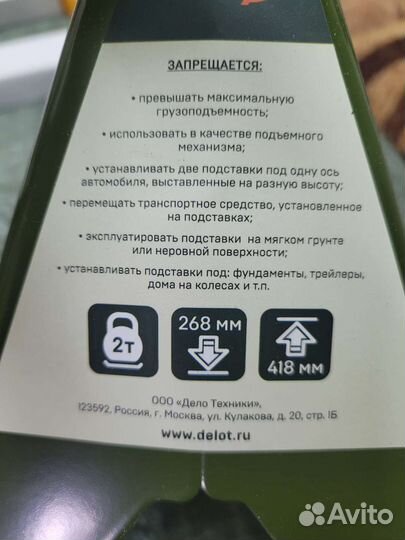 ЗАПРЕЩАЕТСЯ:
• превышать максимальную
грузоподъемность;
• использовать в качестве подъемного
механизма;
• устанавливать две подставки под одну ось
автомобиля, выставленные на разную высоту;
• перемещать транспортное средство, установленное
на подставках;
• эксплуатировать подставки на мягком грунте
или неровной поверхности;
• устанавливать подставки под: фундаменты, трейлеры,
дома на колесах и т.п.
2т
268 мм
418 мм
ООО «Дело Техники»,
123592, Россия, г. Москва, ул. Кулакова, д. 20, стр. 1Б
www.delot.ru
Avito